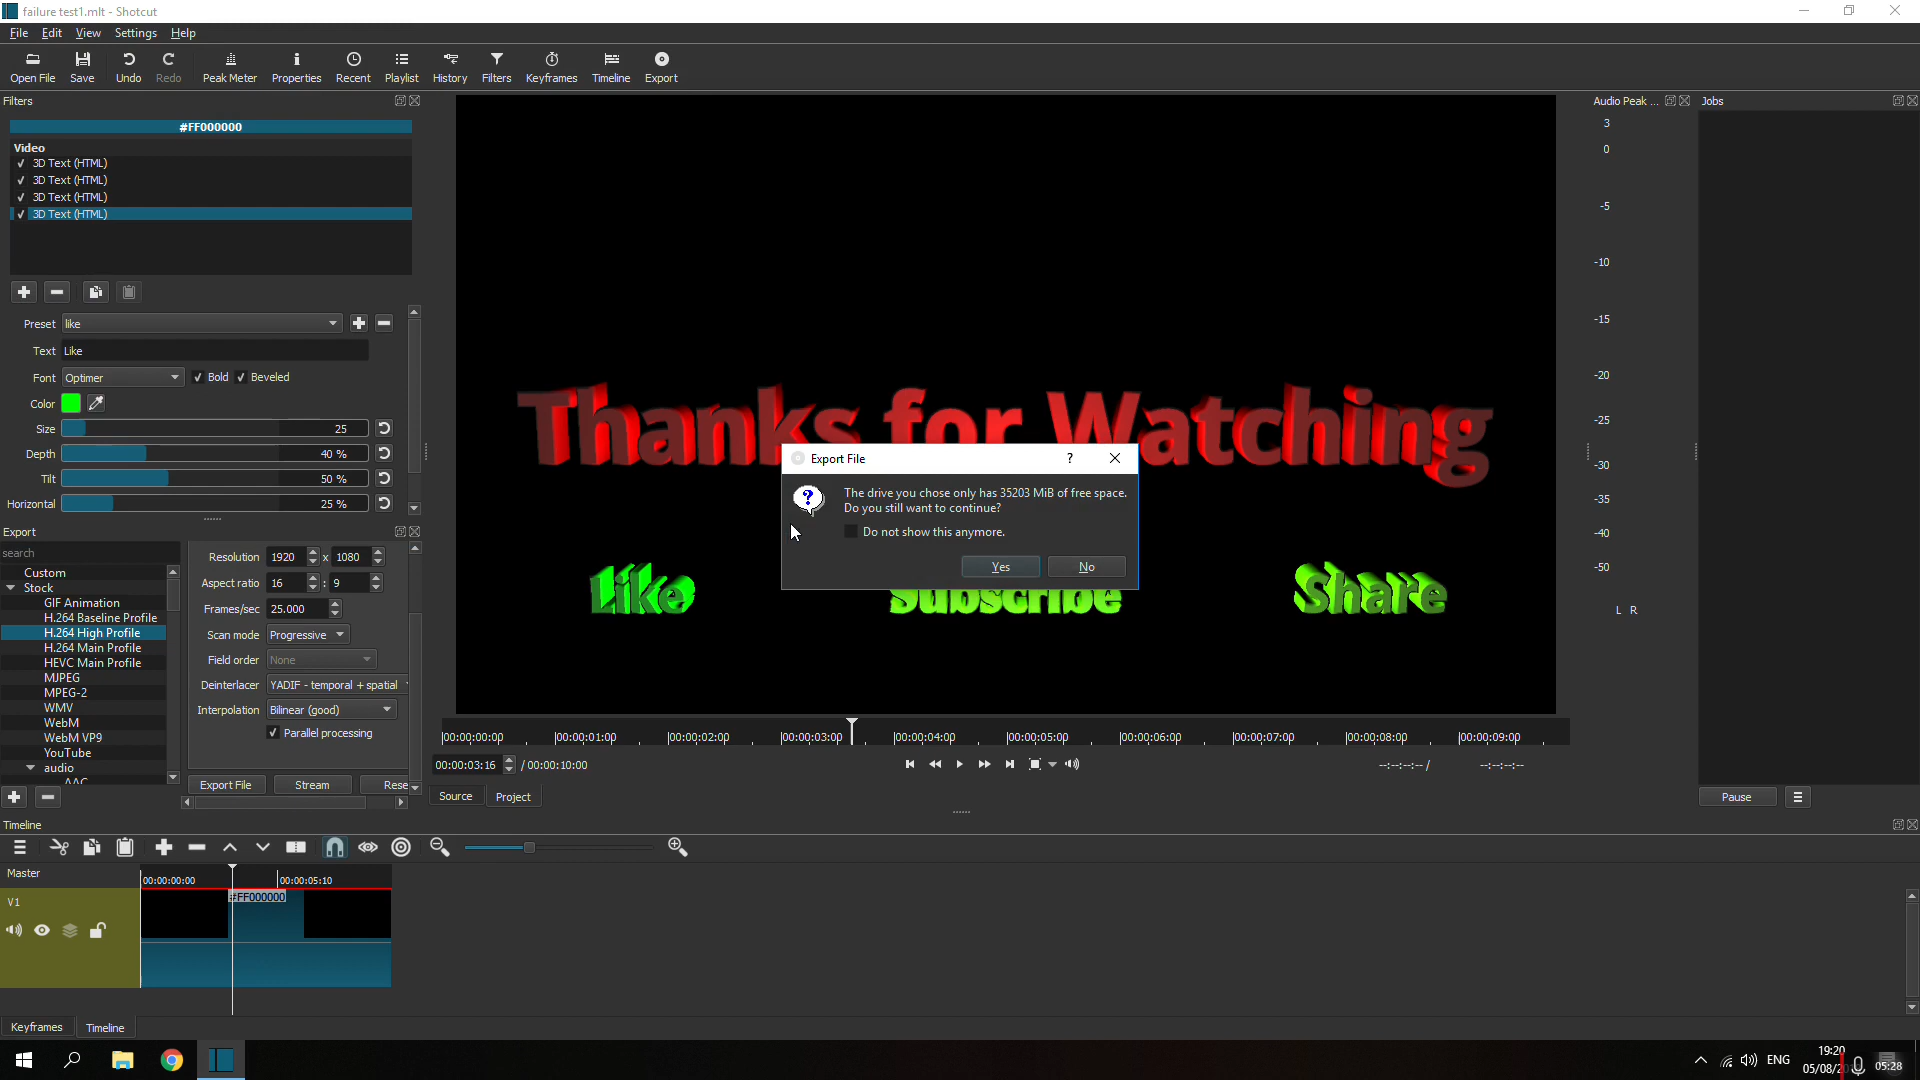 failure test1.mlt - Shotcut
File Edit View Settings Help
Open File Save Undo Redo Peak Meter Properties Recent Playlist History Filters Keyframes Timeline Export
Filters
#FF000000
Video
3D Text (HTML)
3D Text (HTML)
3D Text (HTML)
3D Text (HTML)
Preset like
Text Like
Font Optimer Bold Beveled
Color
Size 25
Depth 40 %
Tilt 50 %
Horizontal 25 %
Export
search
Custom
Stock
GIF Animation
H.264 Baseline Profile
H.264 High Profile
H.264 Main Profile
HEVC Main Profile
MJPEG
MPEG-2
WMV
WebM
WebM VP9
YouTube
audio
AAC
Resolution 1920 x 1080
Aspect ratio 16 : 9
Frames/sec 25.000
Scan mode Progressive
Field order None
Deinterlacer YADIF - temporal + spatial
Interpolation Bilinear (good)
Parallel processing
Export File Stream Rese
Thanks for Watching
Like Subscribe Share
Export File ?
The drive you chose only has 35203 MiB of free space.
Do you still want to continue?
Do not show this anymore.
Yes No
00:00:00:00 00:00:01:00 00:00:02:00 00:00:03:00 00:00:04:00 00:00:05:00 00:00:06:00 00:00:07:00 00:00:08:00 00:00:09:00
00:00:03:16 / 00:00:10:00 --:--:--:-- / --:--:--:--
Source Project
Audio Peak ...
3
0
-5
-10
-15
-20
-25
-30
-35
-40
-50
L R
Jobs
Pause
Timeline
Master
00:00:00:00 00:00:05:10
V1
#FF000000
Keyframes Timeline
ENG
19:20
05/08/2
05:28